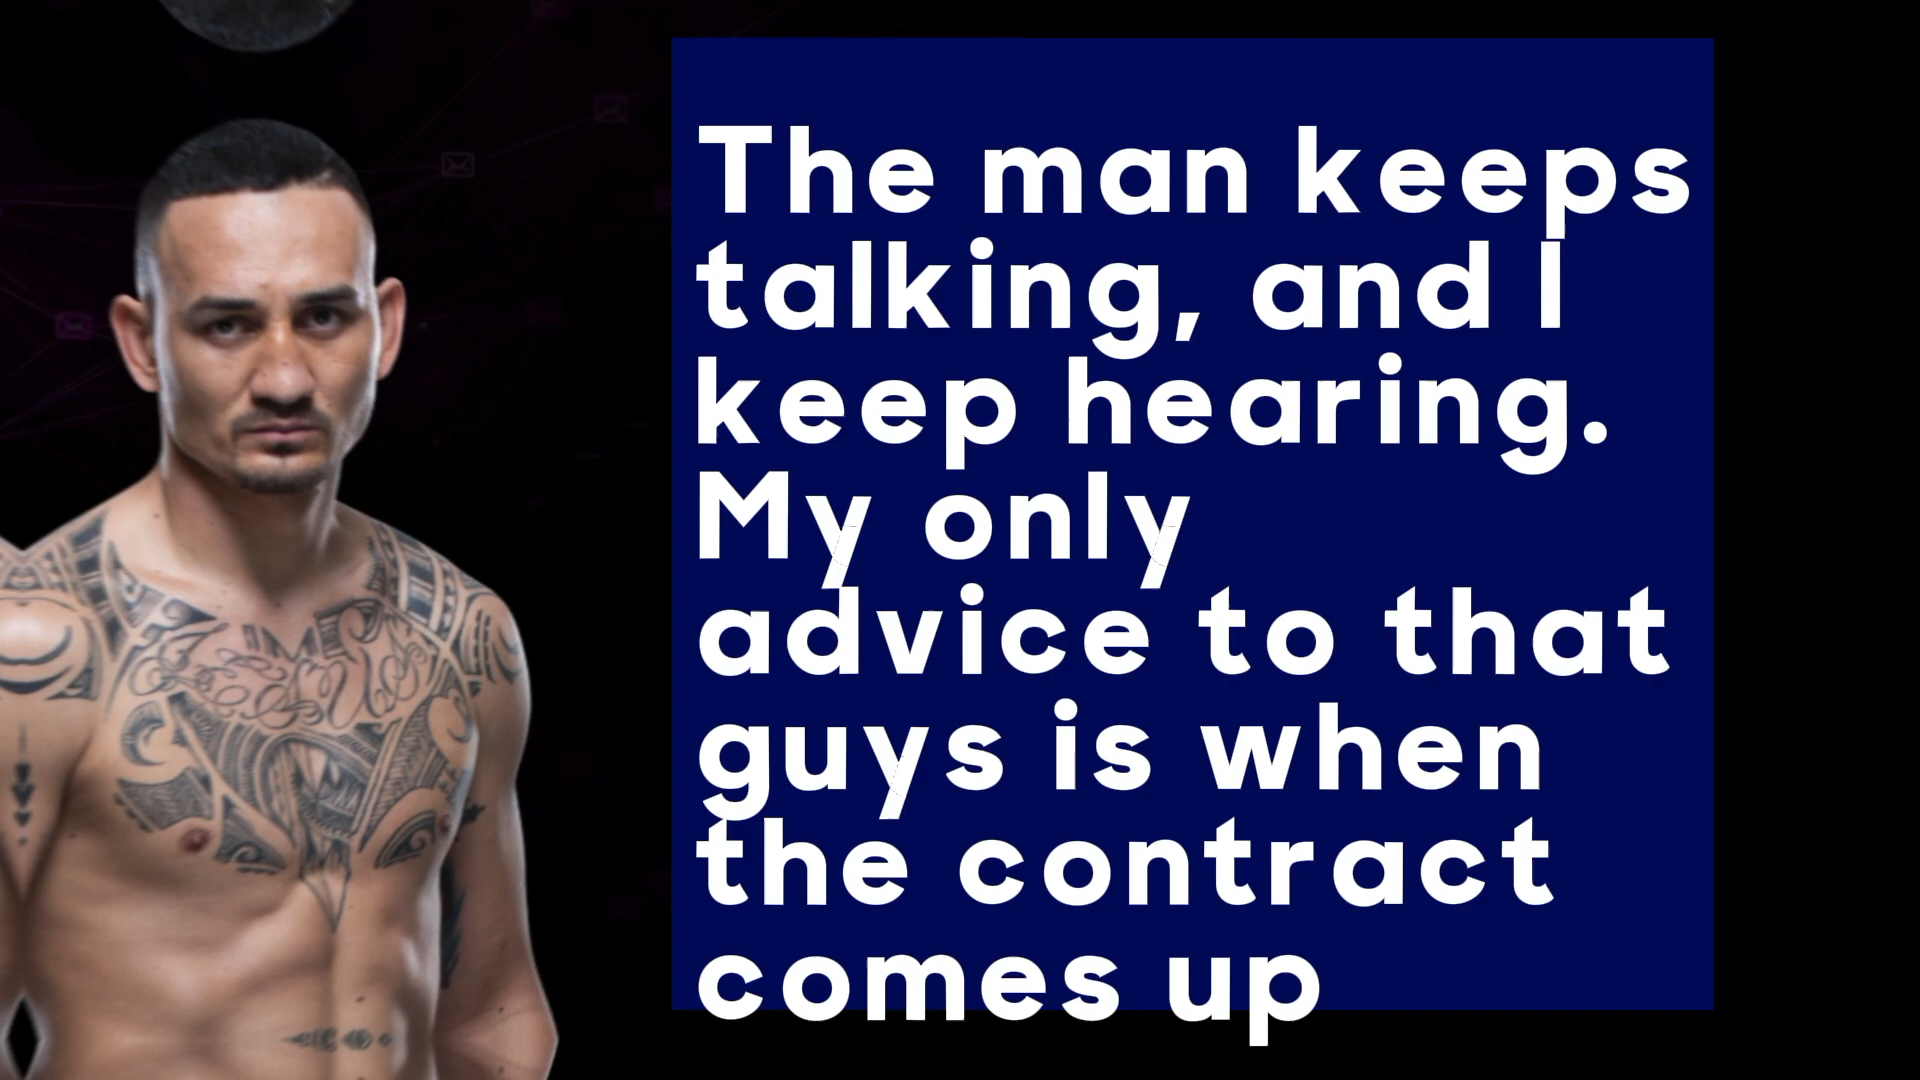 The man keeps
talking, and I
keep hearing.
My only
advice to that
guys is when
the contract
comes up